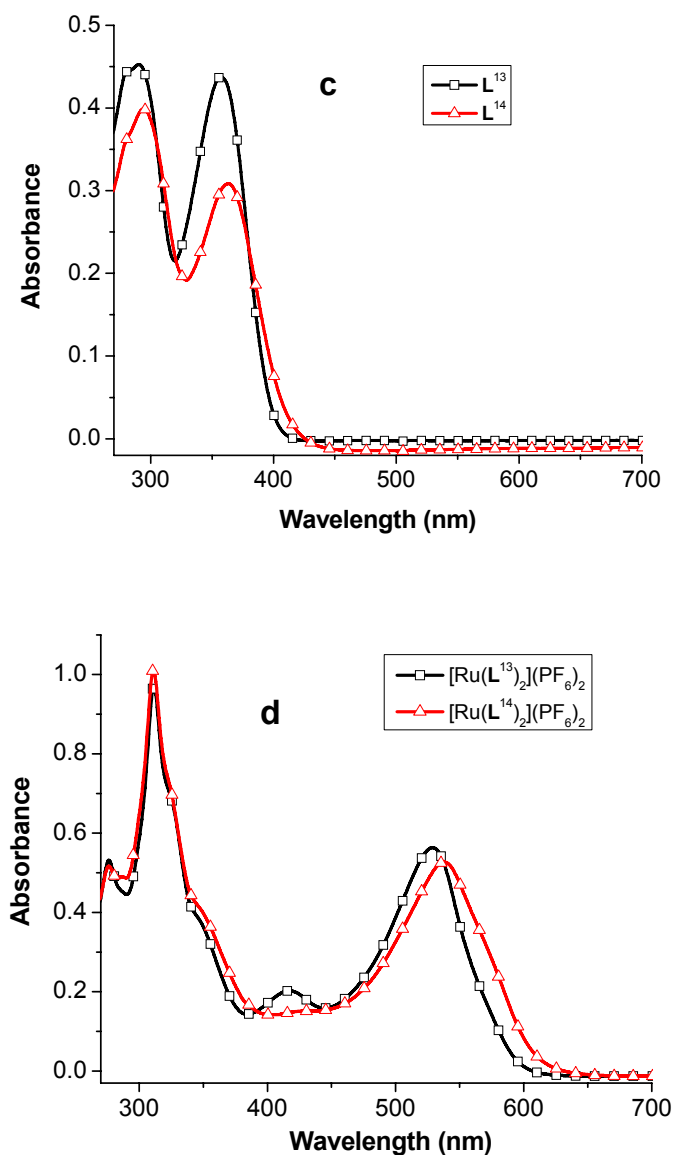 0.5
c
L¹³
L¹⁴
0.4
0.3
0.2
0.1
0.0
Absorbance
300 400 500 600 700
Wavelength (nm)
1.0
d
[Ru(L¹³)₂](PF₆)₂
[Ru(L¹⁴)₂](PF₆)₂
0.8
0.6
0.4
0.2
0.0
Absorbance
300 400 500 600 700
Wavelength (nm)